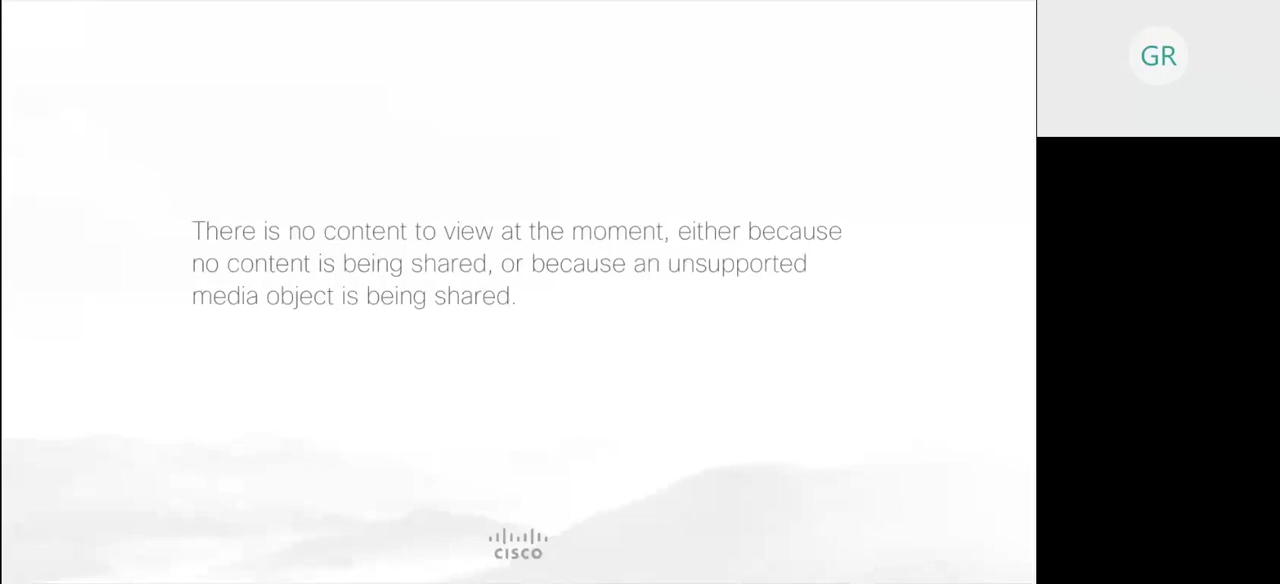 There is no content to view at the moment, either because
no content is being shared, or because an unsupported
media object is being shared.
GR
CISCO